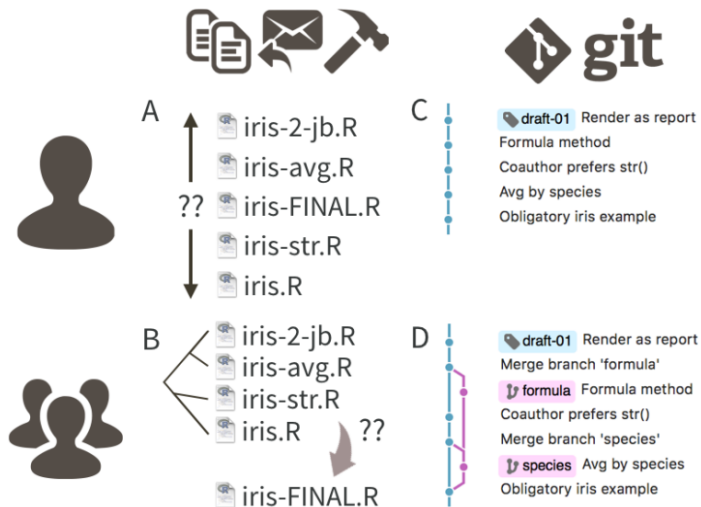 git
A
iris-2-jb.R
iris-avg.R
??
iris-FINAL.R
iris-str.R
iris.R
C
draft-01 Render as report
Formula method
Coauthor prefers str()
Avg by species
Obligatory iris example
B
iris-2-jb.R
iris-avg.R
iris-str.R
iris.R
??
iris-FINAL.R
D
draft-01 Render as report
Merge branch 'formula'
formula Formula method
Coauthor prefers str()
Merge branch 'species'
species Avg by species
Obligatory iris example